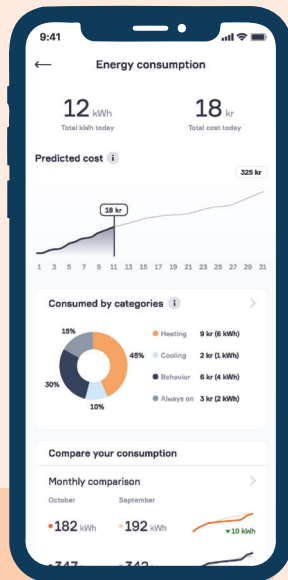 9:41
Energy consumption
12 kWh
18 kr
Total kWh today
Total cost today
Predicted cost i
325 kr
18 kr
1 3 5 7 9 11 13 15 17 19 21 23 25 27 29 31
Consumed by categories i
15%
45%
30%
10%
Heating 9 kr (6 kWh)
Cooling 2 kr (1 kWh)
Behavior 6 kr (4 kWh)
Always on 3 kr (2 kWh)
Compare your consumption
Monthly comparison
October September
182 kWh 192 kWh
▼10 kWh